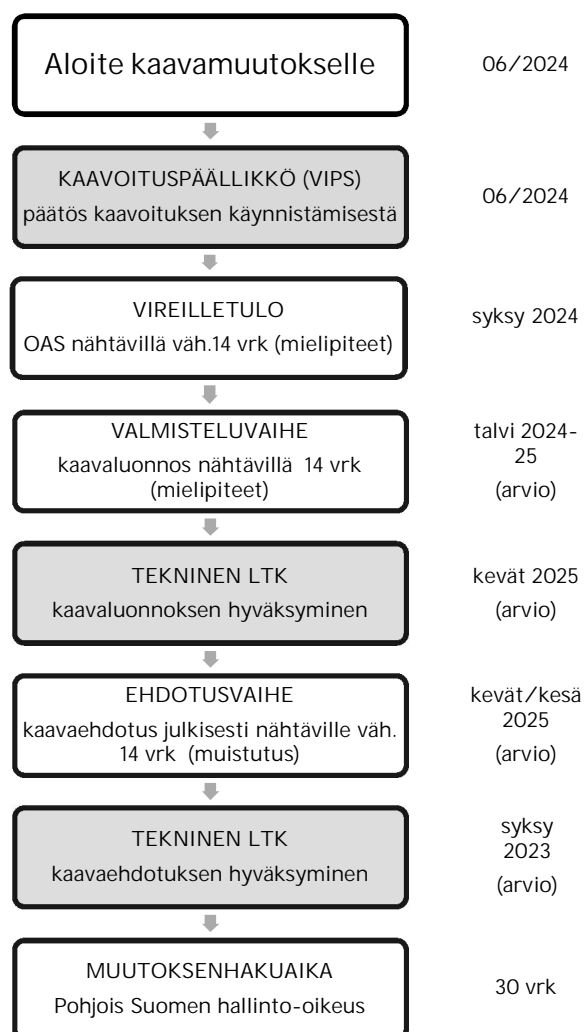 Aloite kaavamuutokselle
06/2024
KAAVOITUSPÄÄLLIKKÖ (VIPS)
päätös kaavoituksen käynnistämisestä
06/2024
VIREILLETULO
OAS nähtävillä väh.14 vrk (mielipiteet)
syksy 2024
VALMISTELUVAIHE
kaavaluonnos nähtävillä 14 vrk
(mielipiteet)
talvi 2024-
25
(arvio)
TEKNINEN LTK
kaavaluonnoksen hyväksyminen
kevät 2025
(arvio)
EHDOTUSVAIHE
kaavaehdotus julkisesti nähtäville väh.
14 vrk (muistutus)
kevät/kesä
2025
(arvio)
TEKNINEN LTK
kaavaehdotuksen hyväksyminen
syksy
2023
(arvio)
MUUTOKSENHAKUAIKA
Pohjois Suomen hallinto-oikeus
30 vrk